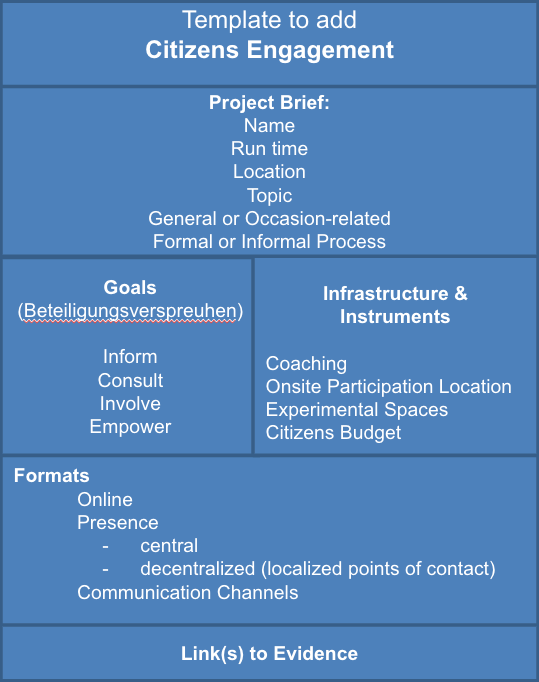 Template to add
Citizens Engagement
Project Brief:
Name
Run time
Location
Topic
General or Occasion-related
Formal or Informal Process
Goals
(Beteiligungsverspreuhen)
Inform
Consult
Involve
Empower
Infrastructure &
Instruments
Coaching
Onsite Participation Location
Experimental Spaces
Citizens Budget
Formats
Online
Presence
- central
- decentralized (localized points of contact)
Communication Channels
Link(s) to Evidence